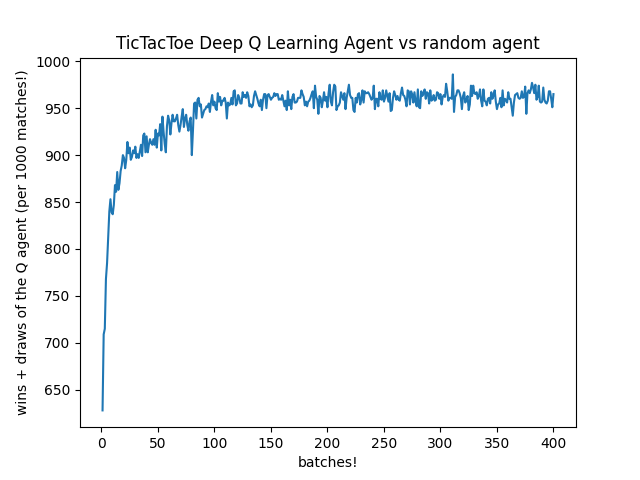 TicTacToe Deep Q Learning Agent vs random agent
wins + draws of the Q agent (per 1000 matches!)
1000
950
900
850
800
750
700
650
0 50 100 150 200 250 300 350 400
batches!